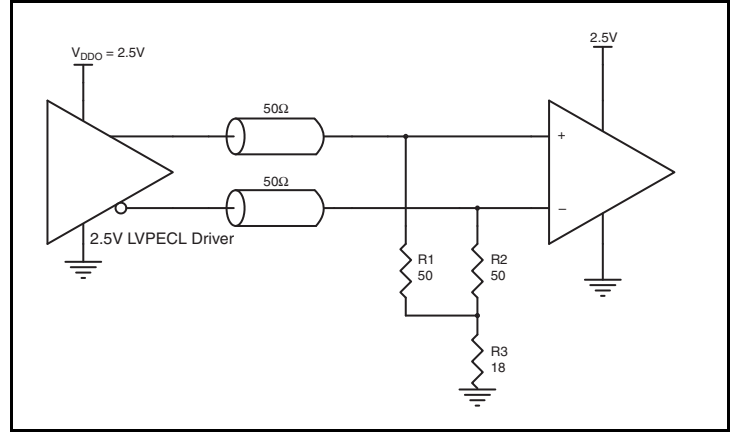 V_DDO = 2.5V
2.5V
50Ω
50Ω
+
–
2.5V LVPECL Driver
R1
50
R2
50
R3
18